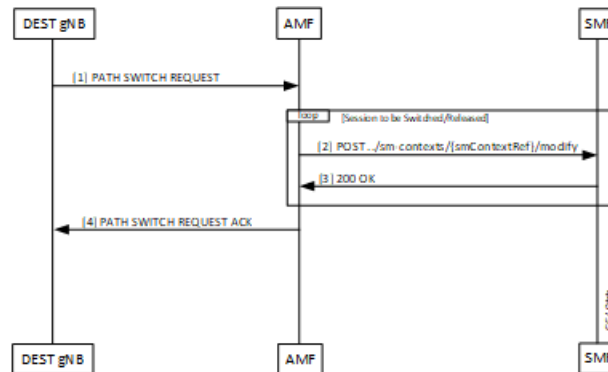 DEST gNB AMF SMF
(1) PATH SWITCH REQUEST
loop [Session to be Switched/Released]
(2) POST ../sm-contexts/{smContextRef}/modify
(3) 200 OK
(4) PATH SWITCH REQUEST ACK
DEST gNB AMF SMF